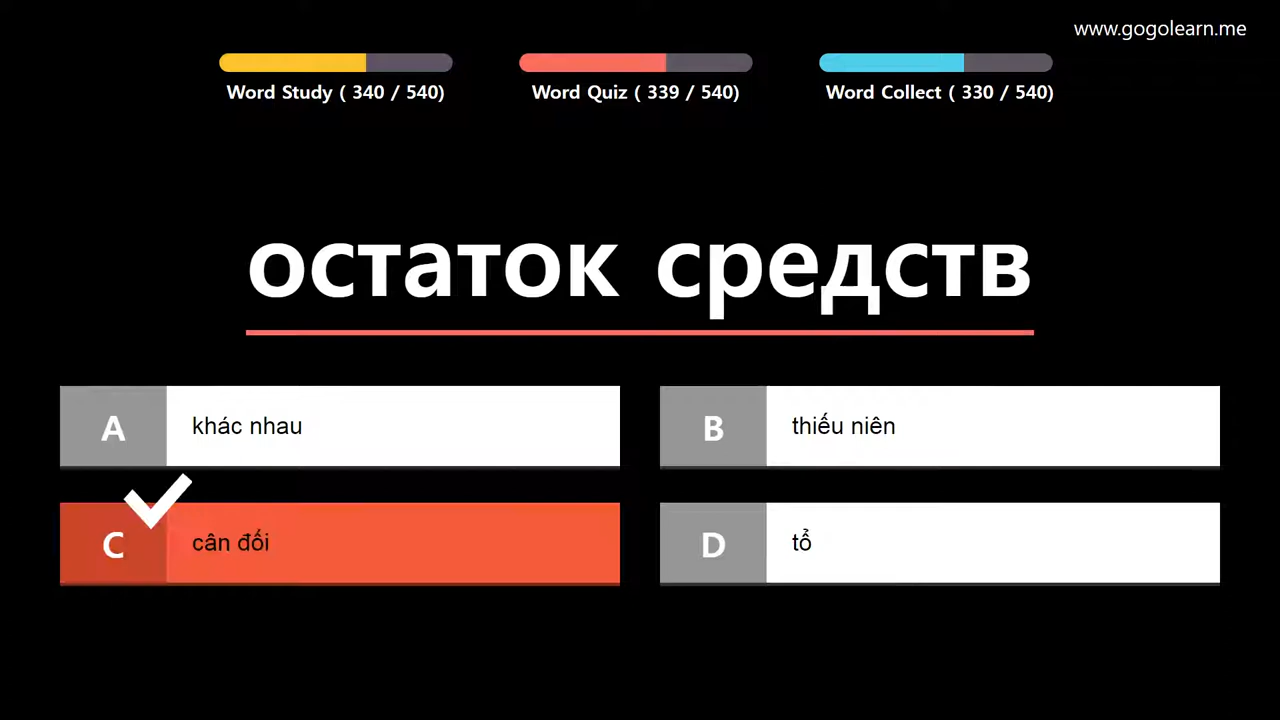 www.gogolearn.me
Word Study ( 340 / 540)
Word Quiz ( 339 / 540)
Word Collect ( 330 / 540)
остаток средств
A khác nhau
B thiếu niên
C cân đối
D tổ